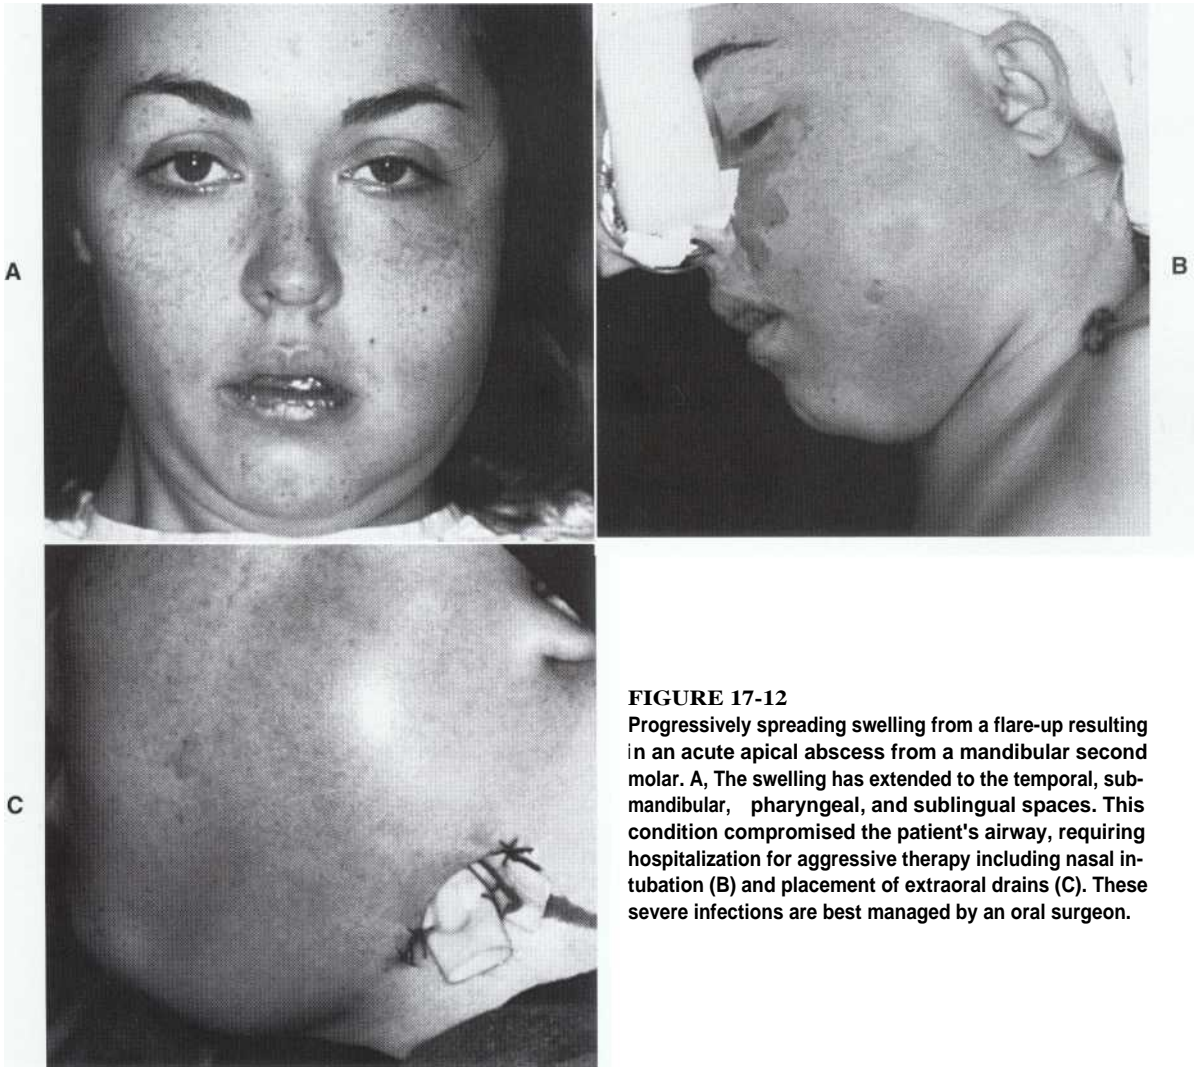 A
B
C
FIGURE 17-12
Progressively spreading swelling from a flare-up resulting
in an acute apical abscess from a mandibular second
molar. A, The swelling has extended to the temporal, sub-
mandibular, pharyngeal, and sublingual spaces. This
condition compromised the patient's airway, requiring
hospitalization for aggressive therapy including nasal in-
tubation (B) and placement of extraoral drains (C). These
severe infections are best managed by an oral surgeon.